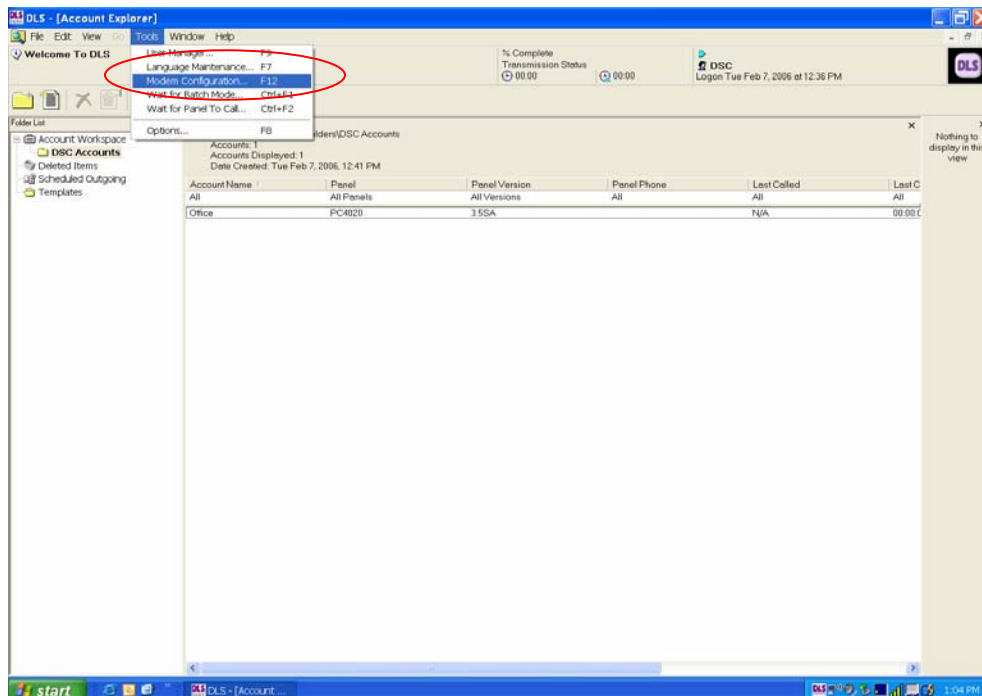 DLS - [Account Explorer]
File Edit View Go Tools Window Help
Welcome To DLS
User Manager... F5
Language Maintenance... F7
Modem Configuration... F12
Wait for Batch Mode... Ctrl+F1
Wait for Panel To Call... Ctrl+F2
Options... F8
% Complete
Transmission Status
00:00 00:00
DSC
Logon Tue Feb 7, 2006 at 12:36 PM
DLS
Folder List
Account Workspace
DSC Accounts
Deleted Items
Scheduled Outgoing
Templates
lders\DSC Accounts
Accounts: 1
Accounts Displayed: 1
Date Created: Tue Feb 7, 2006, 12:41 PM
Account Name Panel Panel Version Panel Phone Last Called Last C
All All Panels All Versions All All All
Office PC4020 3.5SA N/A 00:00:0
Nothing to
display in this
view
start
DLS - [Account ...
1:04 PM